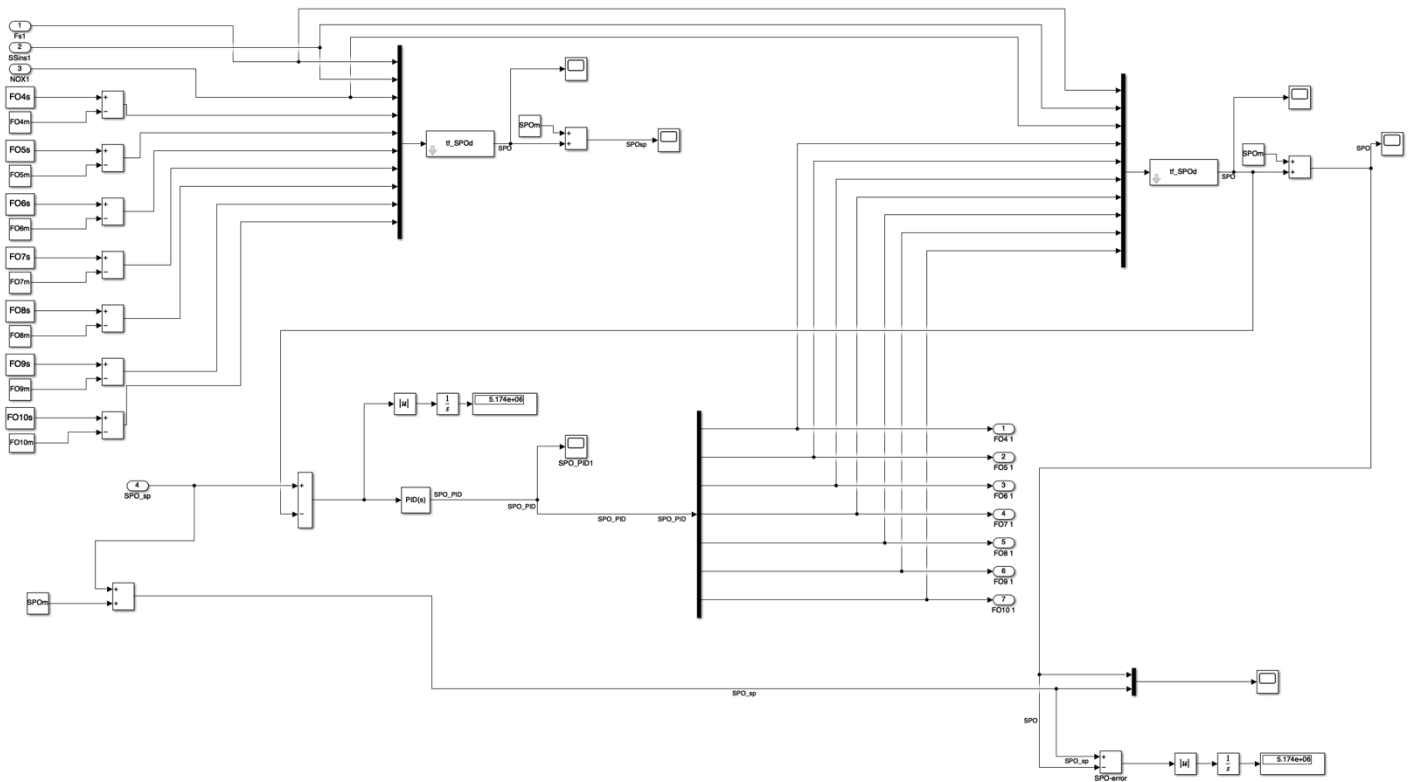 1
Fs1
2
SSins1
3
NOX1
FO4s
FO4m
FO5s
FO5m
FO6s
FO6m
FO7s
FO7m
FO8s
FO8m
FO9s
FO9m
FO10s
FO10m
+
−
+
−
+
−
+
−
+
−
+
−
+
−
tf_SPOd
SPO
SPOm
+
+
SPOsp
tf_SPOd
SPO
SPOm
+
+
SPO
|u|
1
s
5.174e+06
SPO_PID1
4
SPO_sp
+
−
PID(s)
SPO_PID
SPO_PID
SPO_PID
SPO_PID
1
FO4 1
2
FO5 1
3
FO6 1
4
FO7 1
5
FO8 1
6
FO9 1
7
FO10 1
SPOm
+
+
SPO_sp
SPO
SPO_sp
+
−
SPO-error
|u|
1
s
5.174e+06